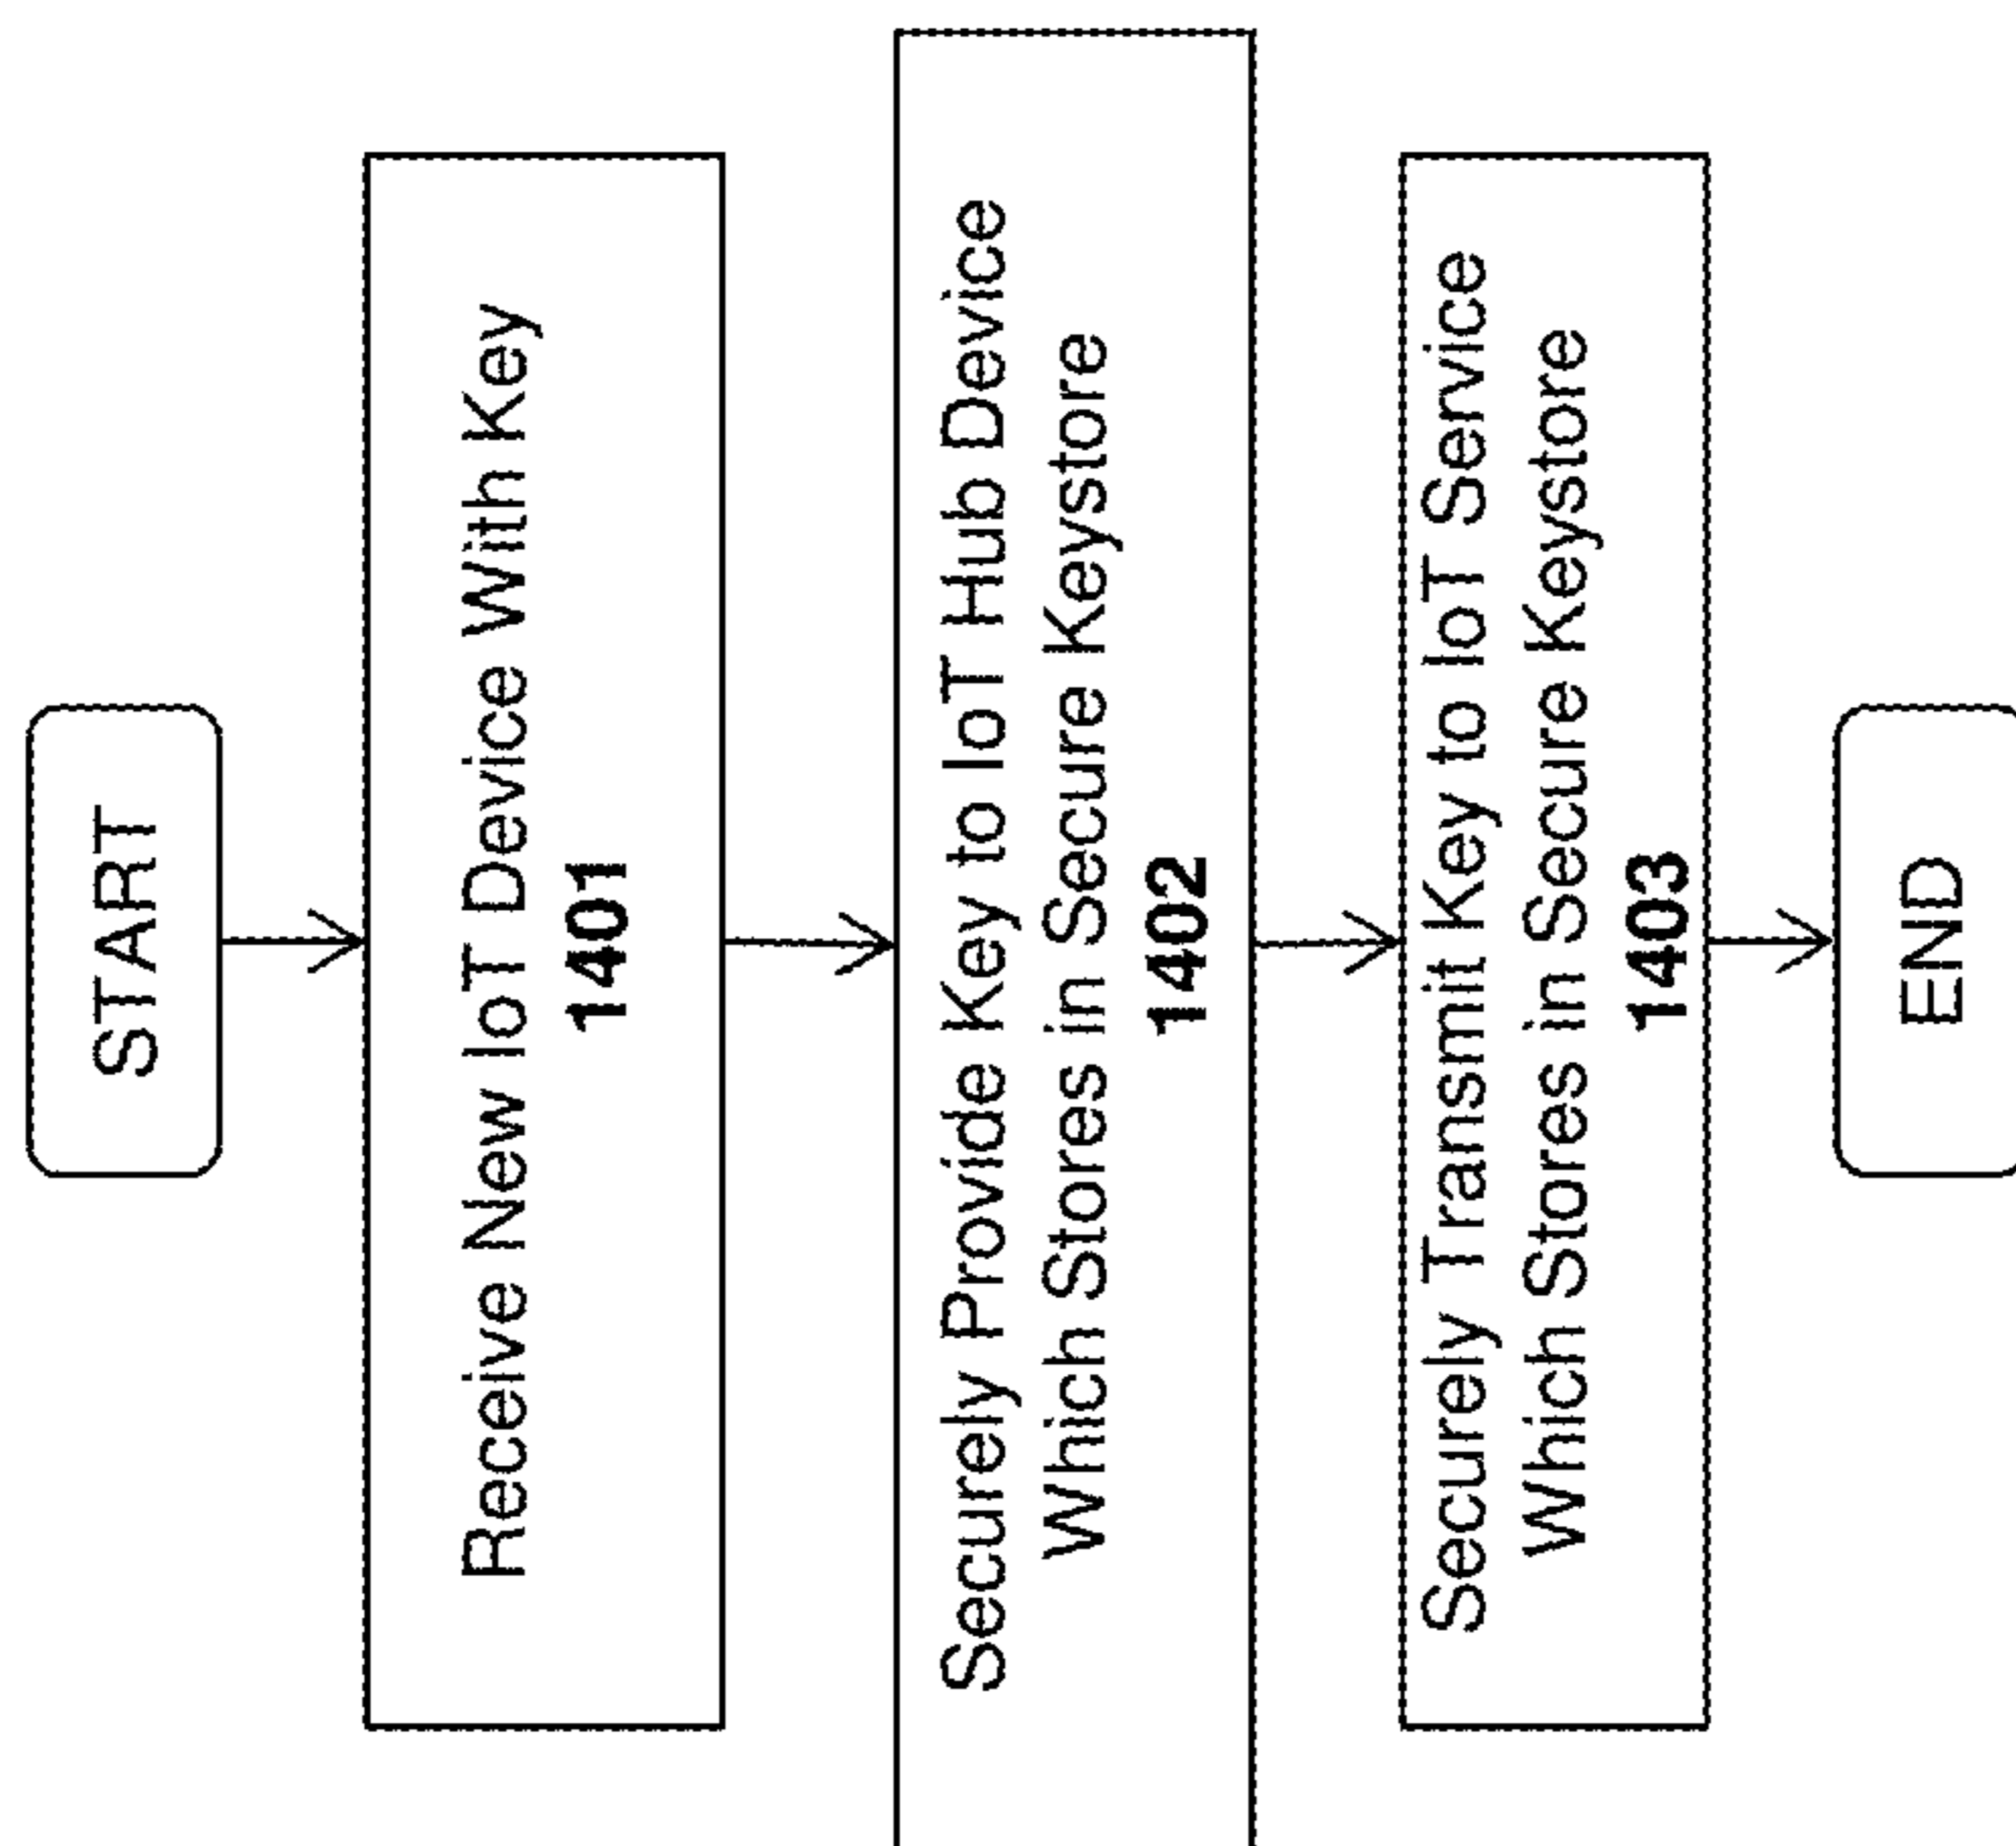 START
Receive New IoT Device With Key
1401
Securely Provide Key to IoT Hub Device
Which Stores in Secure Keystore
1402
Securely Transmit Key to IoT Service
Which Stores in Secure Keystore
1403
END